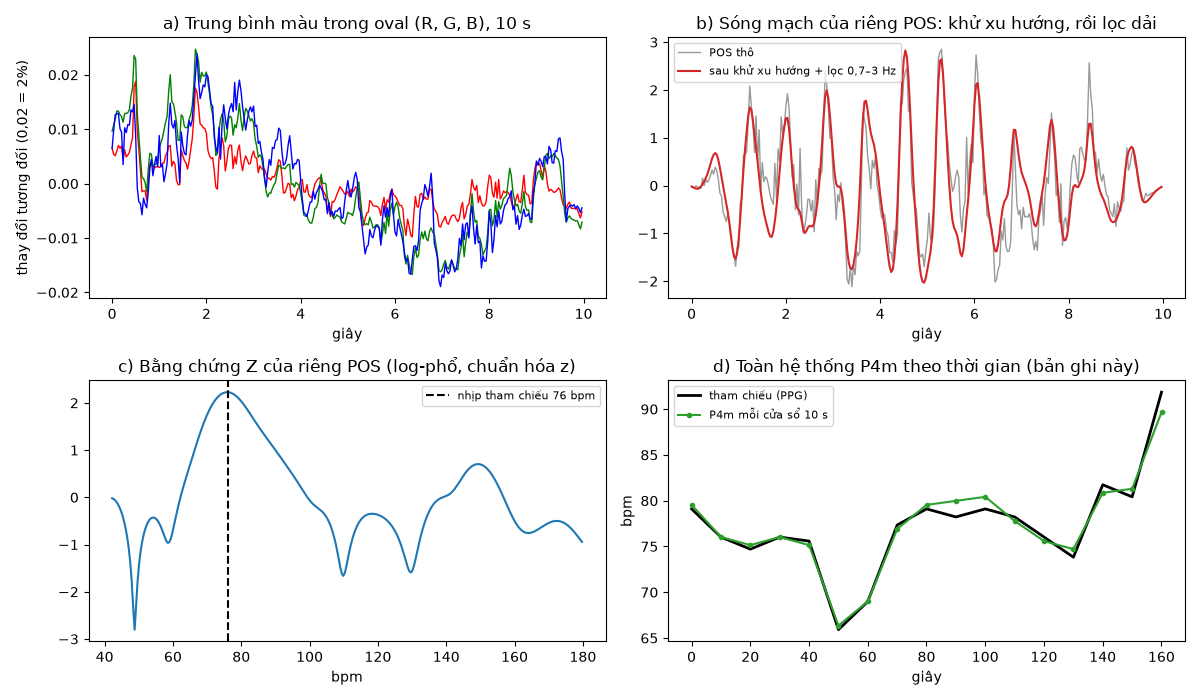 a) Trung bình màu trong oval (R, G, B), 10 s
thay đổi tương đối (0.02 = 2%)
0.02
0.01
0.00
−0.01
−0.02
0 2 4 6 8 10
giây
b) Sóng mạch của riêng POS: khử xu hướng, rồi lọc dải
POS thô
sau khử xu hướng + lọc 0,7–3 Hz
3
2
1
0
−1
−2
0 2 4 6 8 10
giây
c) Bằng chứng Z của riêng POS (log-phổ, chuẩn hóa z)
nhịp tham chiếu 76 bpm
2
1
0
−1
−2
−3
40 60 80 100 120 140 160 180
bpm
d) Toàn hệ thống P4m theo thời gian (bản ghi này)
tham chiếu (PPG)
P4m mỗi cửa sổ 10 s
bpm
90
85
80
75
70
65
0 20 40 60 80 100 120 140 160
giây